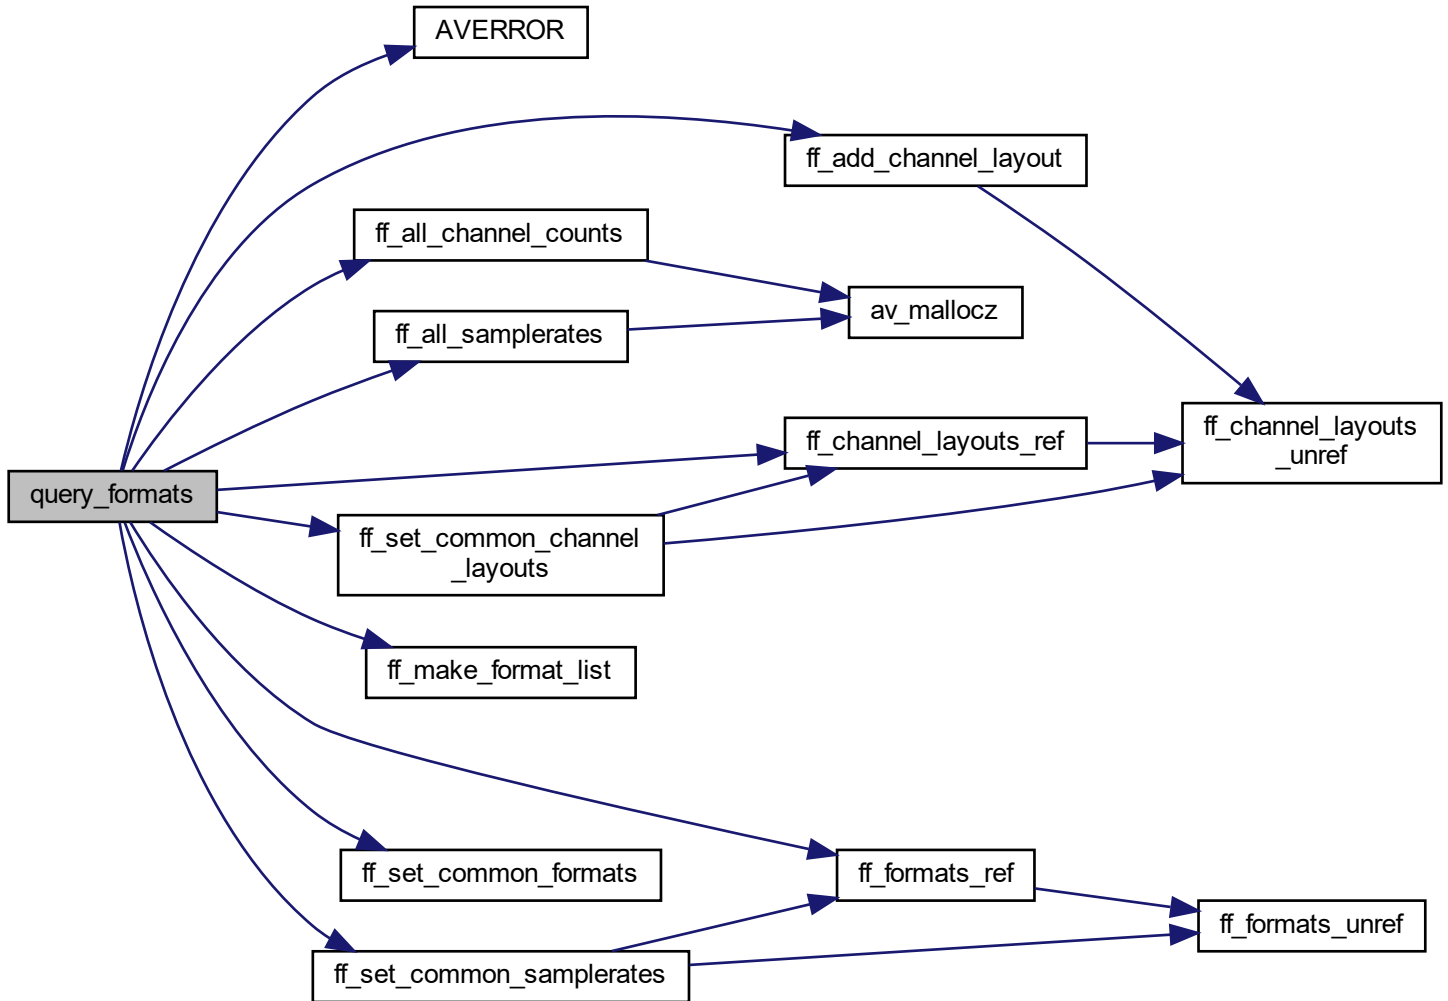 AVERROR
ff_add_channel_layout
ff_all_channel_counts
av_mallocz
ff_all_samplerates
ff_channel_layouts_ref
ff_channel_layouts
_unref
query_formats
ff_set_common_channel
_layouts
ff_make_format_list
ff_set_common_formats
ff_formats_ref
ff_formats_unref
ff_set_common_samplerates